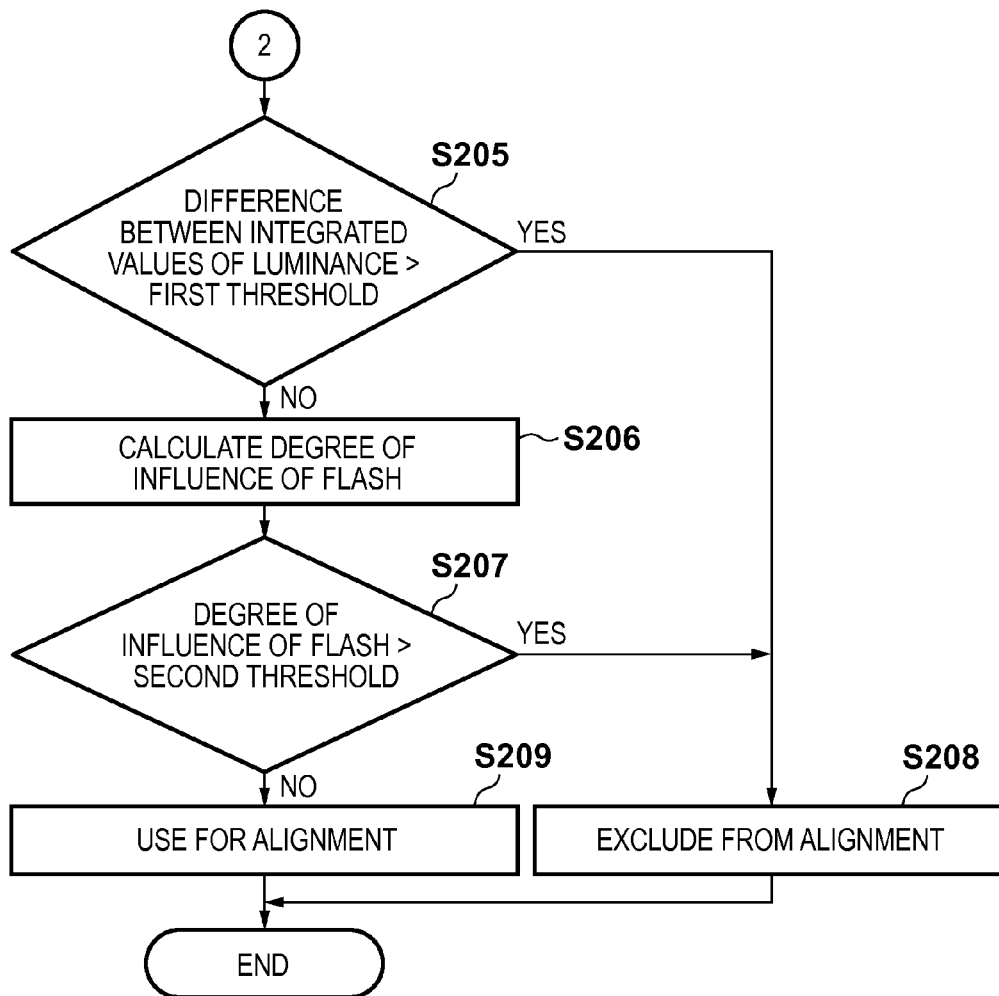 2
S205
DIFFERENCE
BETWEEN INTEGRATED
VALUES OF LUMINANCE >
FIRST THRESHOLD
YES
NO
CALCULATE DEGREE OF
INFLUENCE OF FLASH
S206
S207
DEGREE OF
INFLUENCE OF FLASH >
SECOND THRESHOLD
YES
NO
S209
USE FOR ALIGNMENT
S208
EXCLUDE FROM ALIGNMENT
END